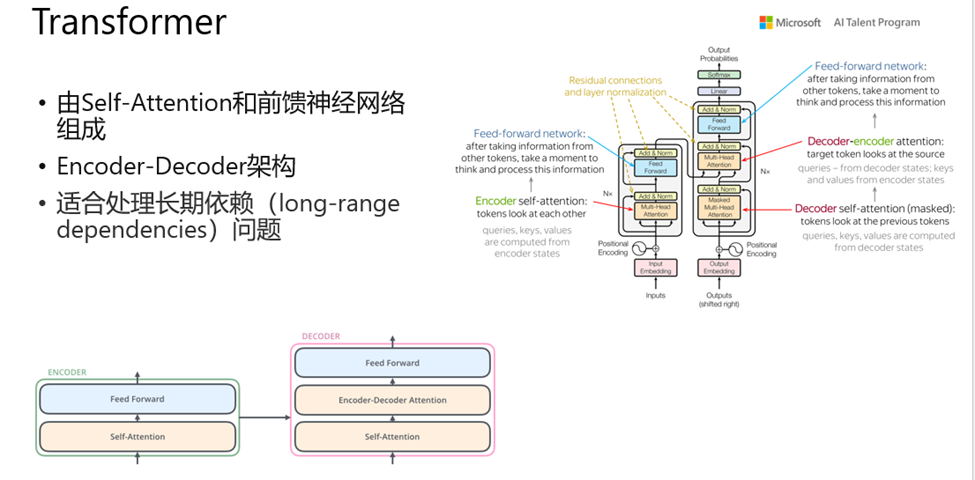 Transformer
Microsoft
AI Talent Program
• 由Self-Attention和前馈神经网络
组成
• Encoder-Decoder架构
• 适合处理长期依赖（long-range
dependencies）问题
Output
Probabilities
Softmax
Linear
Add & Norm
Feed
Forward
Add & Norm
Multi-Head
Attention
Add & Norm
Masked
Multi-Head
Attention
N×
Positional
Encoding
Output
Embedding
Outputs
(shifted right)
Residual connections
and layer normalization
Add & Norm
Feed
Forward
Add & Norm
Multi-Head
Attention
N×
Positional
Encoding
Input
Embedding
Inputs
Feed-forward network:
after taking information from
other tokens, take a moment to
think and process this information
Encoder self-attention:
tokens look at each other
queries, keys, values
are computed from
encoder states
Feed-forward network:
after taking information from
other tokens, take a moment to
think and process this information
Decoder-encoder attention:
target token looks at the source
queries – from decoder states; keys
and values from encoder states
Decoder self-attention (masked):
tokens look at the previous tokens
queries, keys, values are computed
from decoder states
ENCODER
Feed Forward
Self-Attention
DECODER
Feed Forward
Encoder-Decoder Attention
Self-Attention